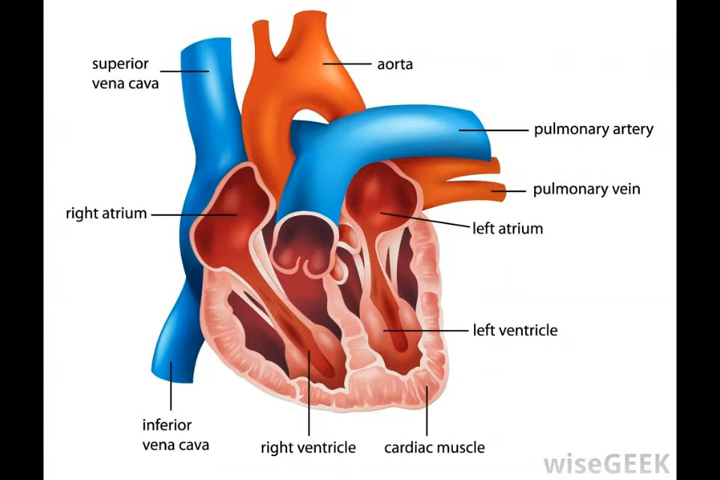 superior
vena cava
aorta
pulmonary artery
pulmonary vein
right atrium
left atrium
left ventricle
inferior
vena cava
right ventricle
cardiac muscle
wiseGEEK